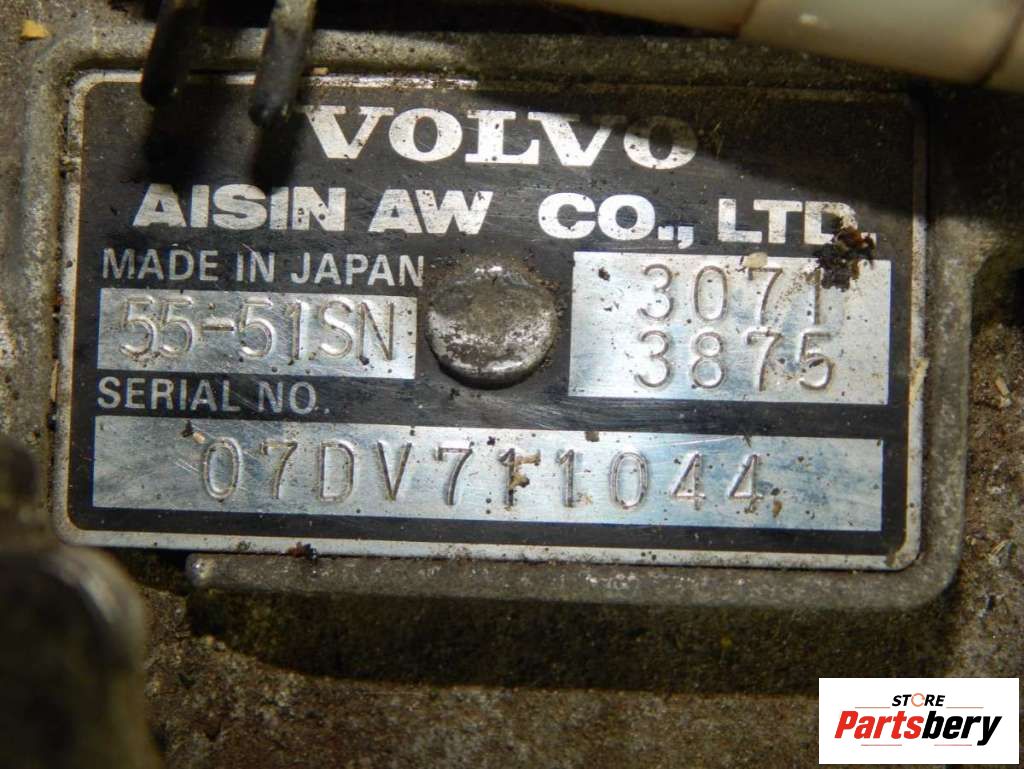 VOLVO
AISIN AW CO., LTD.
MADE IN JAPAN
55-51SN
3071
3875
SERIAL NO.
07DV711044
STORE
Partsbery